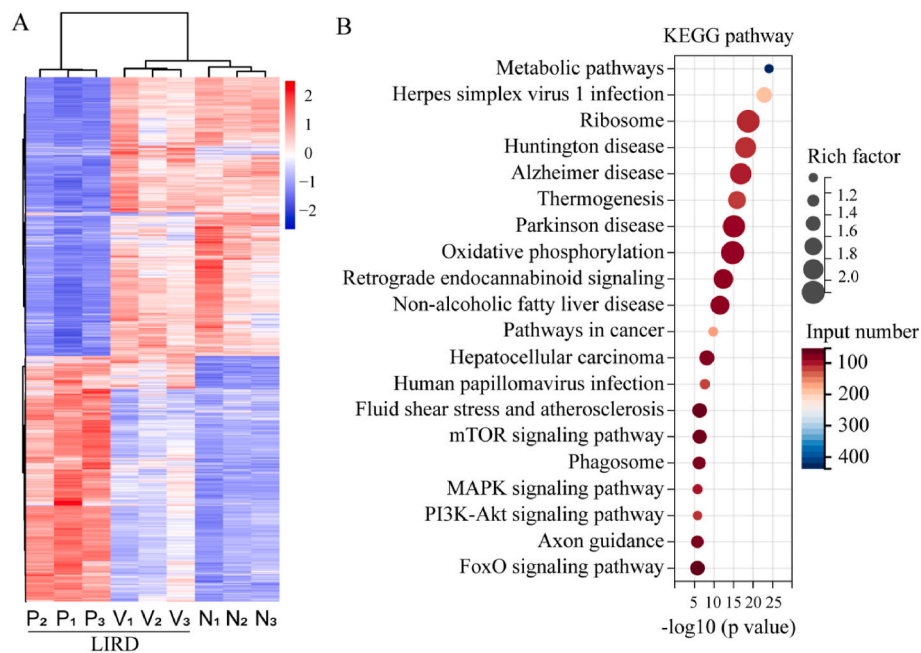 A
2
1
0
−1
−2
P₂ P₁ P₃ V₁ V₂ V₃ N₁ N₂ N₃
LIRD
B
KEGG pathway
Metabolic pathways
Herpes simplex virus 1 infection
Ribosome
Huntington disease
Alzheimer disease
Thermogenesis
Parkinson disease
Oxidative phosphorylation
Retrograde endocannabinoid signaling
Non-alcoholic fatty liver disease
Pathways in cancer
Hepatocellular carcinoma
Human papillomavirus infection
Fluid shear stress and atherosclerosis
mTOR signaling pathway
Phagosome
MAPK signaling pathway
PI3K-Akt signaling pathway
Axon guidance
FoxO signaling pathway
5 10 15 20 25
-log10 (p value)
Rich factor
1.2
1.4
1.6
1.8
2.0
Input number
100
200
300
400